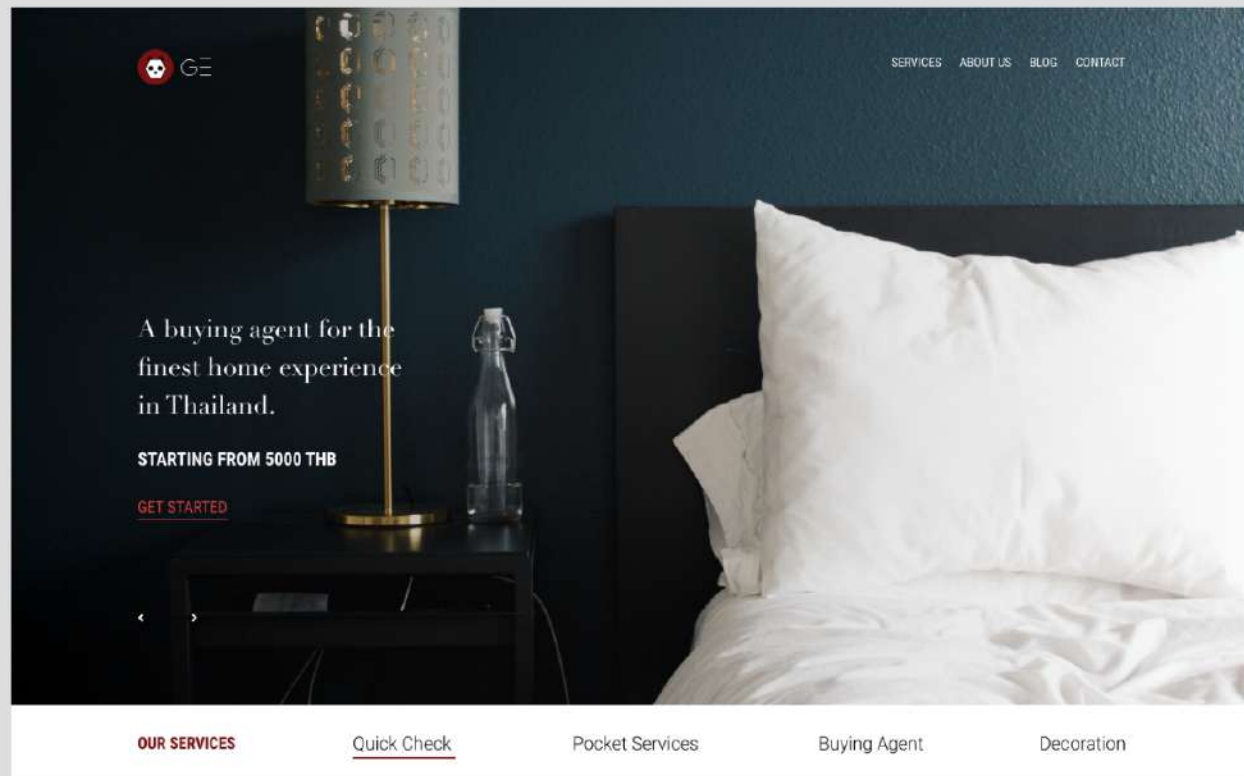 GE
SERVICES ABOUT US BLOG CONTACT
A buying agent for the
finest home experience
in Thailand.
STARTING FROM 5000 THB
GET STARTED
OUR SERVICES Quick Check Pocket Services Buying Agent Decoration